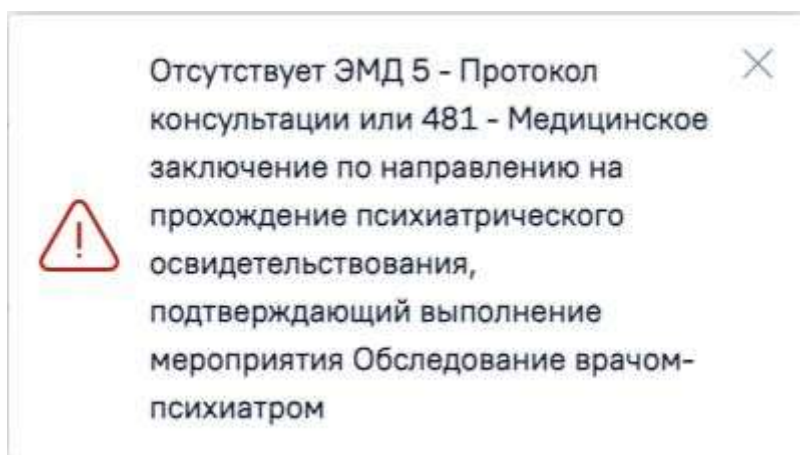 Отсутствует ЭМД 5 - Протокол
консультации или 481 - Медицинское
заключение по направлению на
прохождение психиатрического
освидетельствования,
подтверждающий выполнение
мероприятия Обследование врачом-
психиатром